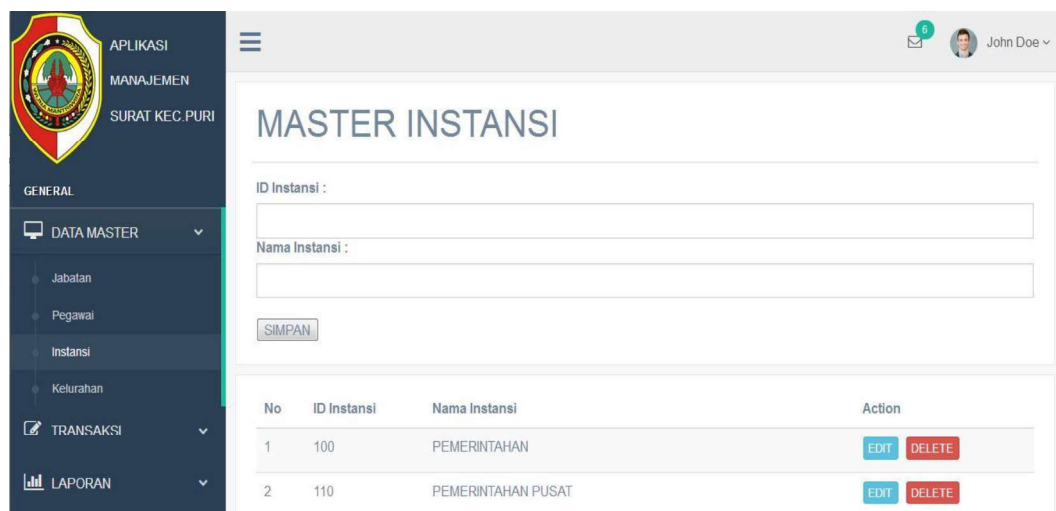 APLIKASI
MANAJEMEN
SURAT KEC.PURI
6
John Doe
GENERAL
DATA MASTER
Jabatan
Pegawai
Instansi
Kelurahan
TRANSAKSI
LAPORAN
MASTER INSTANSI
ID Instansi :
Nama Instansi :
SIMPAN
No ID Instansi Nama Instansi Action
1 100 PEMERINTAHAN EDIT DELETE
2 110 PEMERINTAHAN PUSAT EDIT DELETE